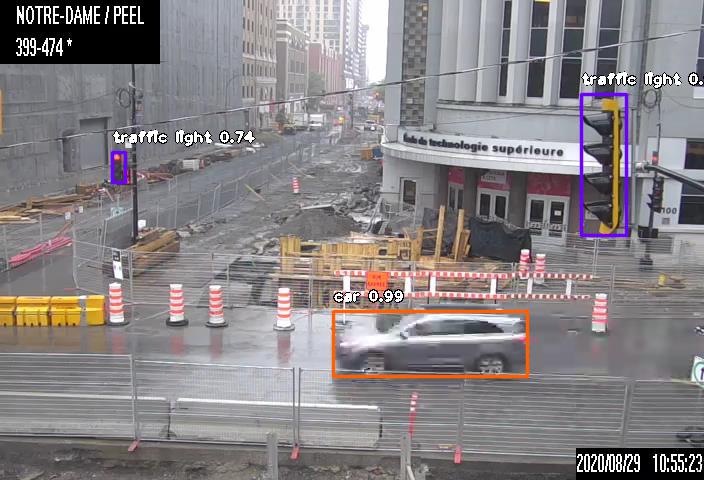 NOTRE-DAME / PEEL
399-474 *
traffic light 0.
traffic light 0.74
École de technologie supérieure
100
car 0.99
2020/08/29 10:55:23